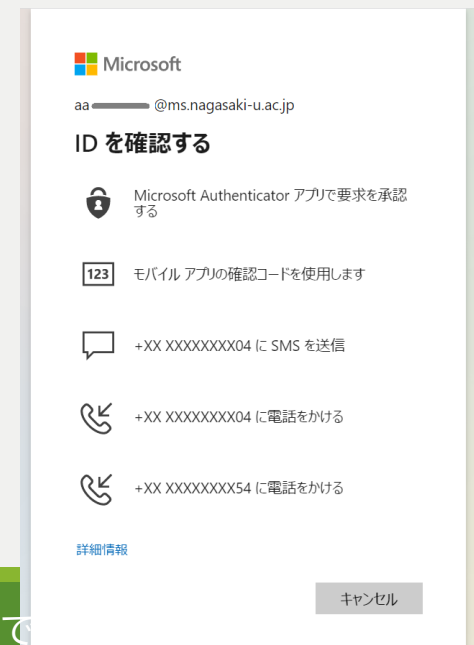 Microsoft
aa @ms.nagasaki-u.ac.jp
ID を確認する
Microsoft Authenticator アプリで要求を承認
する
123
モバイル アプリの確認コードを使用します
+XX XXXXXXXX04 に SMS を送信
+XX XXXXXXXX04 に電話をかける
+XX XXXXXXXX54 に電話をかける
詳細情報
キャンセル
で